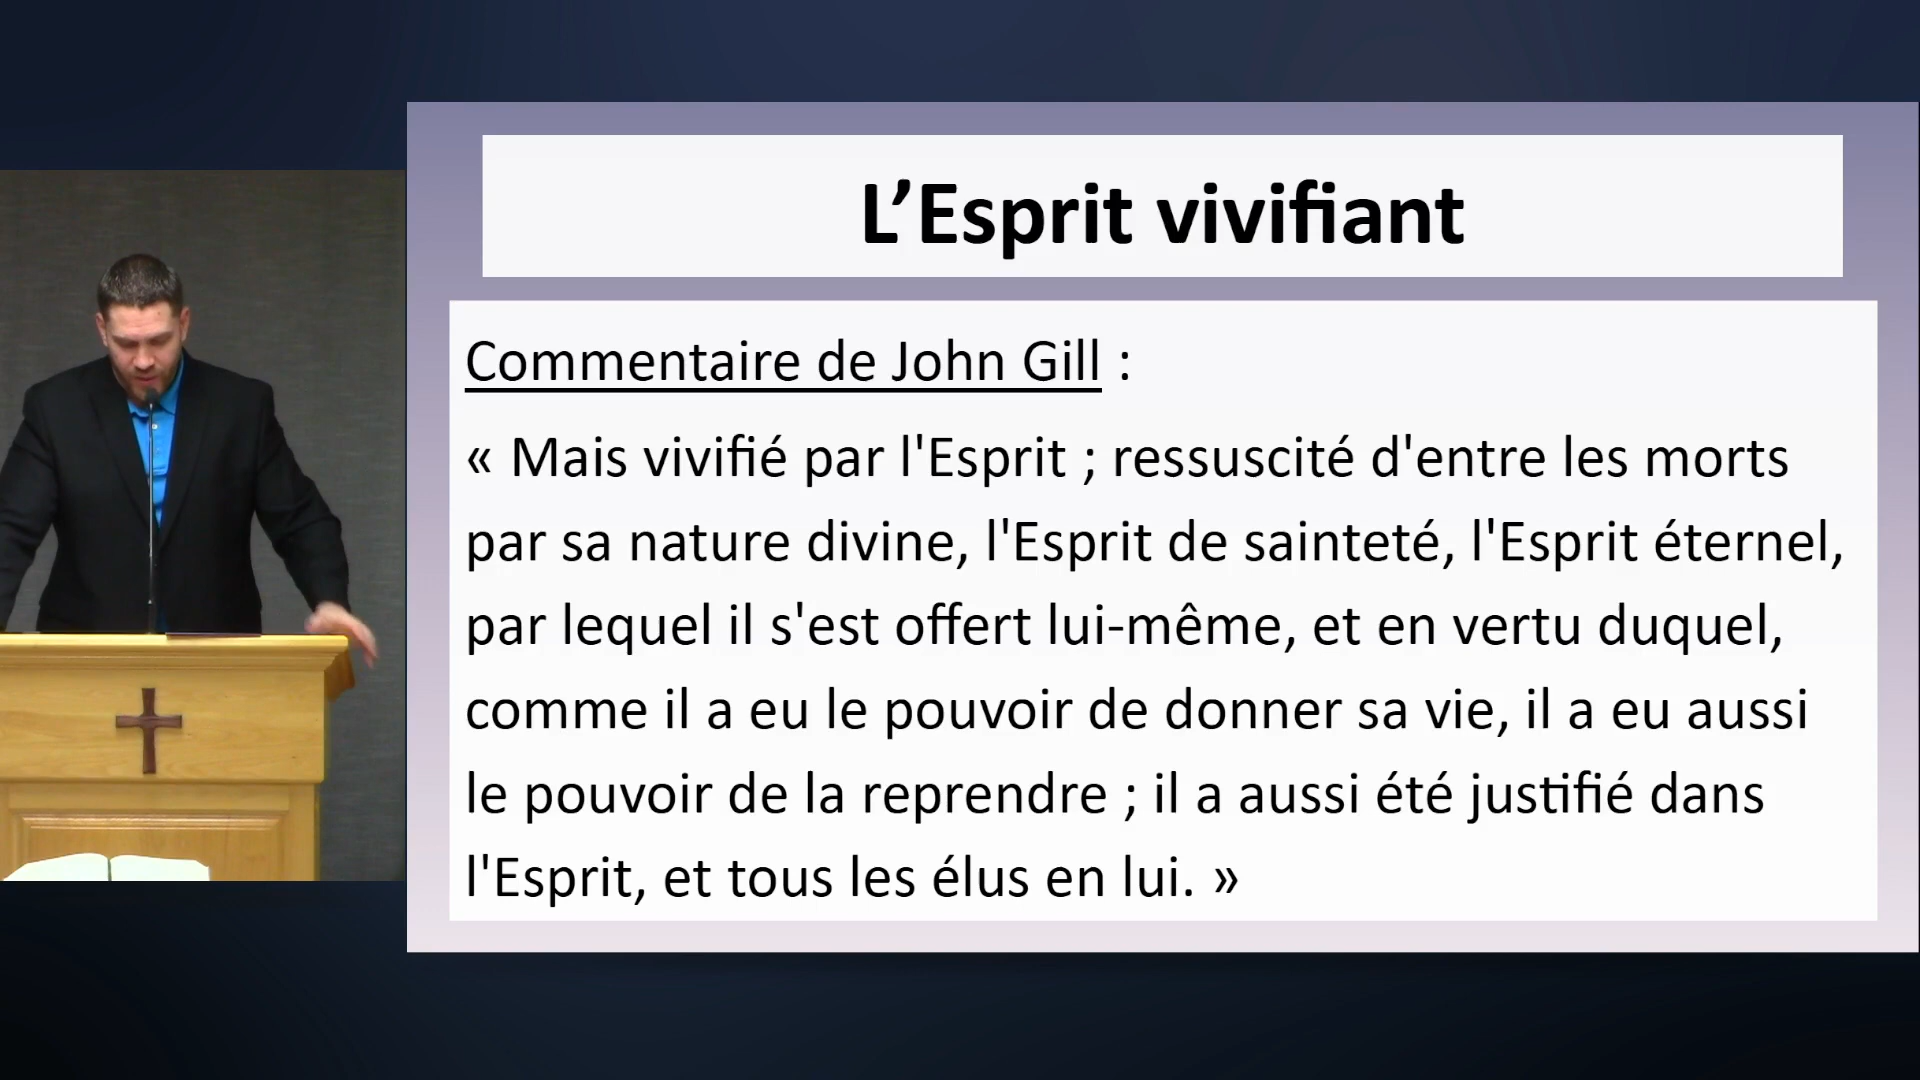 L’Esprit vivifiant
Commentaire de John Gill :
« Mais vivifié par l'Esprit ; ressuscité d'entre les morts
par sa nature divine, l'Esprit de sainteté, l'Esprit éternel,
par lequel il s'est offert lui-même, et en vertu duquel,
comme il a eu le pouvoir de donner sa vie, il a eu aussi
le pouvoir de la reprendre ; il a aussi été justifié dans
l'Esprit, et tous les élus en lui. »